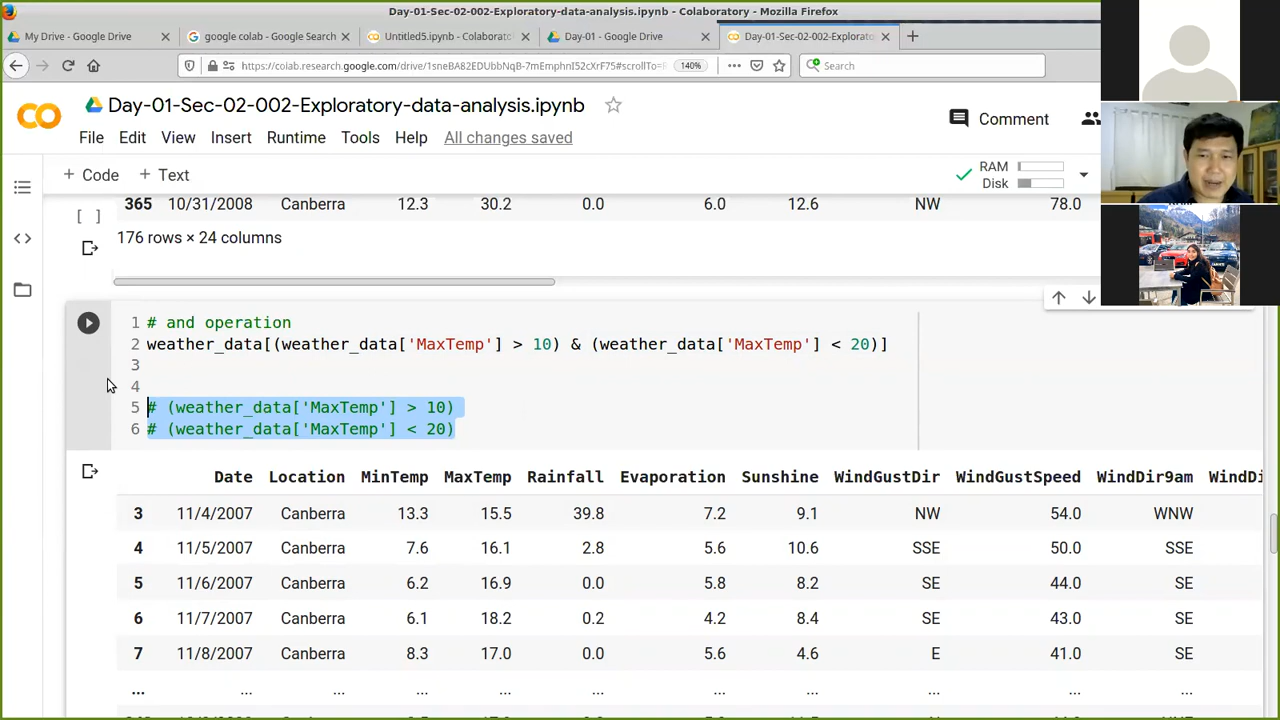 Day-01-Sec-02-002-Exploratory-data-analysis.ipynb - Colaboratory - Mozilla Firefox
My Drive - Google Drive
google colab - Google Search
Untitled5.ipynb - Colaborato
Day-01 - Google Drive
Day-01-Sec-02-002-Explorato
140%
Search
Day-01-Sec-02-002-Exploratory-data-analysis.ipynb
File Edit View Insert Runtime Tools Help All changes saved
Comment
+ Code + Text
RAM
Disk
365 10/31/2008 Canberra 12.3 30.2 0.0 6.0 12.6 NW 78.0
[ ]
176 rows × 24 columns
1 # and operation
2 weather_data[(weather_data['MaxTemp'] > 10) & (weather_data['MaxTemp'] < 20)]
3
4
5 # (weather_data['MaxTemp'] > 10)
6 # (weather_data['MaxTemp'] < 20)
Date Location MinTemp MaxTemp Rainfall Evaporation Sunshine WindGustDir WindGustSpeed WindDir9am WindDi
3 11/4/2007 Canberra 13.3 15.5 39.8 7.2 9.1 NW 54.0 WNW
4 11/5/2007 Canberra 7.6 16.1 2.8 5.6 10.6 SSE 50.0 SSE
5 11/6/2007 Canberra 6.2 16.9 0.0 5.8 8.2 SE 44.0 SE
6 11/7/2007 Canberra 6.1 18.2 0.2 4.2 8.4 SE 43.0 SE
7 11/8/2007 Canberra 8.3 17.0 0.0 5.6 4.6 E 41.0 SE
... ... ... ... ... ... ... ... ... ... ...